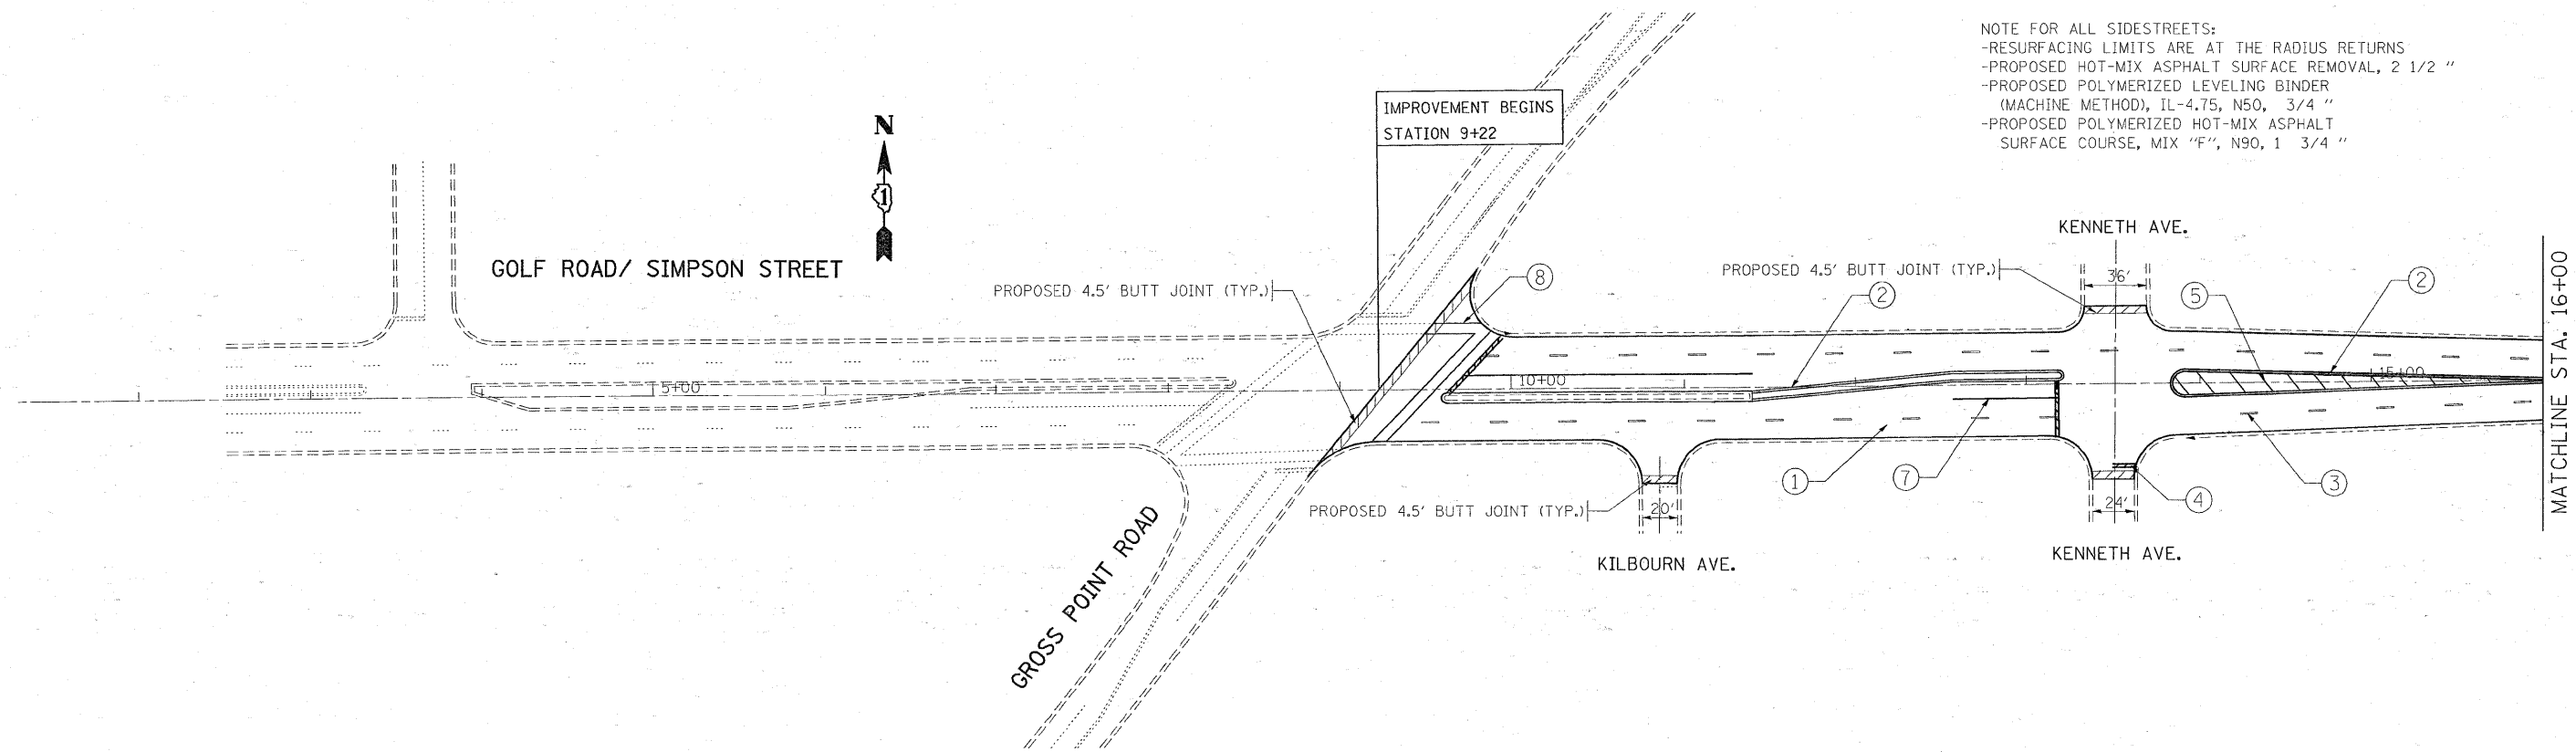 NOTE FOR ALL SIDESTREETS:
-RESURFACING LIMITS ARE AT THE RADIUS RETURNS
-PROPOSED HOT-MIX ASPHALT SURFACE REMOVAL, 2 1/2 "
-PROPOSED POLYMERIZED LEVELING BINDER
(MACHINE METHOD), IL-4.75, N50, 3/4 "
-PROPOSED POLYMERIZED HOT-MIX ASPHALT
SURFACE COURSE, MIX "F", N90, 1 3/4 "
IMPROVEMENT BEGINS
STATION 9+22
N
1
GOLF ROAD/ SIMPSON STREET
PROPOSED 4.5' BUTT JOINT (TYP.)
8
PROPOSED 4.5' BUTT JOINT (TYP.)
2
KENNETH AVE.
36'
5
2
MATCHLINE STA. 16+00
5+00
10+00
15+00
1
7
3
4
PROPOSED 4.5' BUTT JOINT (TYP.)
20'
24'
KILBOURN AVE.
KENNETH AVE.
GROSS POINT ROAD